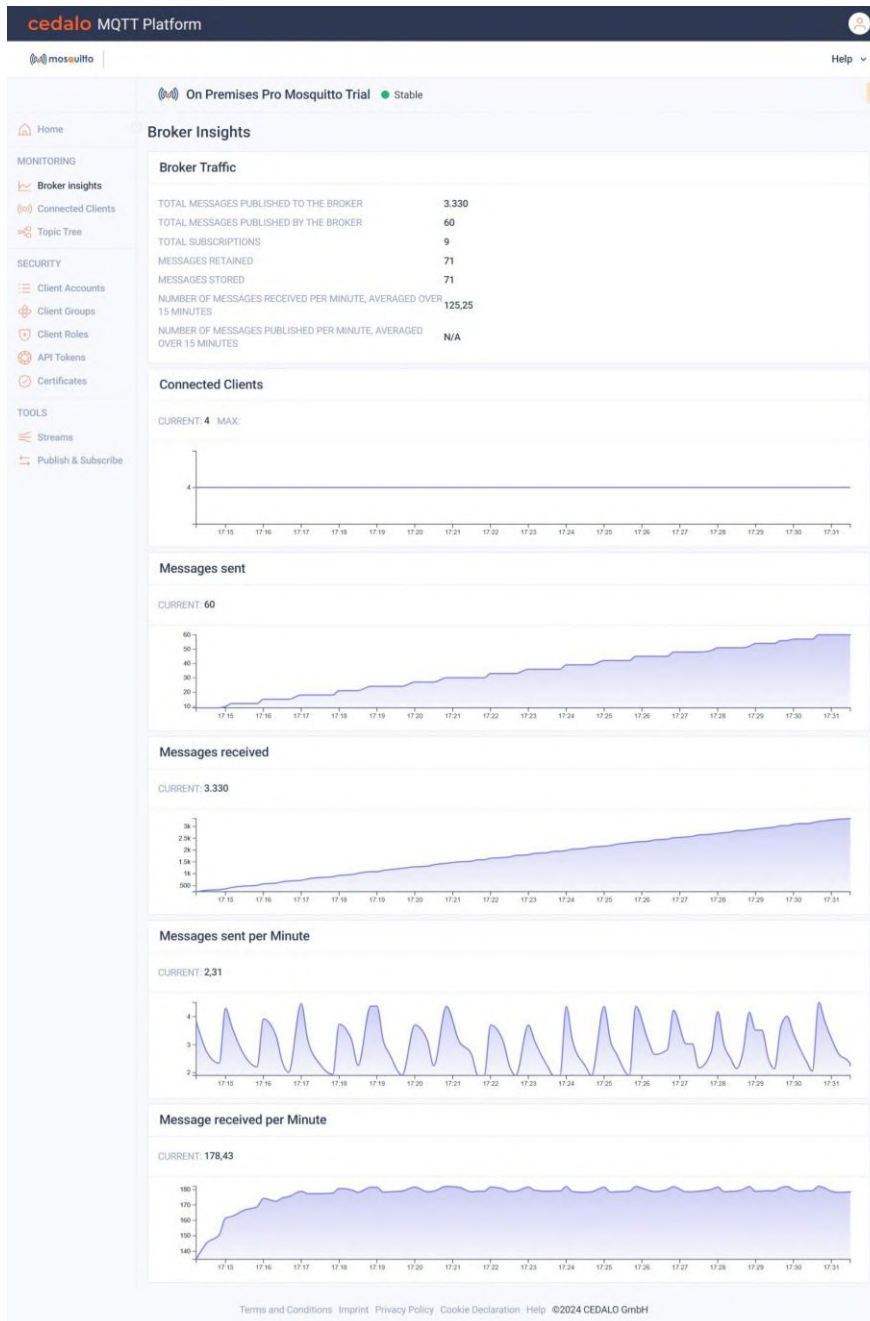 cedalo MQTT Platform
mosquitto
Help
On Premises Pro Mosquitto Trial Stable
Home
MONITORING
Broker insights
Connected Clients
Topic Tree
SECURITY
Client Accounts
Client Groups
Client Roles
API Tokens
Certificates
TOOLS
Streams
Publish & Subscribe
Broker Insights
Broker Traffic
TOTAL MESSAGES PUBLISHED TO THE BROKER 3.330
TOTAL MESSAGES PUBLISHED BY THE BROKER 60
TOTAL SUBSCRIPTIONS 9
MESSAGES RETAINED 71
MESSAGES STORED 71
NUMBER OF MESSAGES RECEIVED PER MINUTE, AVERAGED OVER
15 MINUTES 125,25
NUMBER OF MESSAGES PUBLISHED PER MINUTE, AVERAGED
OVER 15 MINUTES N/A
Connected Clients
CURRENT: 4 MAX:
4
17:15 17:16 17:17 17:18 17:19 17:20 17:21 17:22 17:23 17:24 17:25 17:26 17:27 17:28 17:29 17:30 17:31
Messages sent
CURRENT: 60
60
50
40
30
20
10
17:15 17:16 17:17 17:18 17:19 17:20 17:21 17:22 17:23 17:24 17:25 17:26 17:27 17:28 17:29 17:30 17:31
Messages received
CURRENT: 3.330
3k
2.5k
2k
1.5k
1k
500
17:15 17:16 17:17 17:18 17:19 17:20 17:21 17:22 17:23 17:24 17:25 17:26 17:27 17:28 17:29 17:30 17:31
Messages sent per Minute
CURRENT: 2,31
4
3
2
17:15 17:16 17:17 17:18 17:19 17:20 17:21 17:22 17:23 17:24 17:25 17:26 17:27 17:28 17:29 17:30 17:31
Message received per Minute
CURRENT: 178,43
180
170
160
150
140
17:15 17:16 17:17 17:18 17:19 17:20 17:21 17:22 17:23 17:24 17:25 17:26 17:27 17:28 17:29 17:30 17:31
Terms and Conditions Imprint Privacy Policy Cookie Declaration Help ©2024 CEDALO GmbH